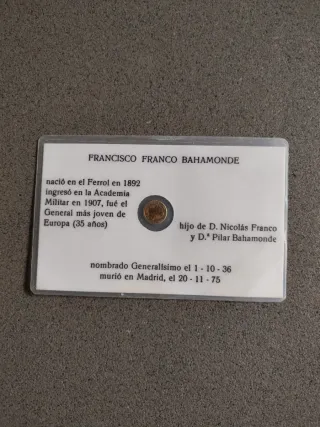 FRANCISCO FRANCO BAHAMONDE
nació en el Ferrol en 1892
ingresó en la Academia
Militar en 1907, fué el
General más joven de
Europa (35 años)
hijo de D. Nicolás Franco
y D.ª Pilar Bahamonde
nombrado Generalísimo el 1 - 10 - 36
murió en Madrid, el 20 - 11 - 75